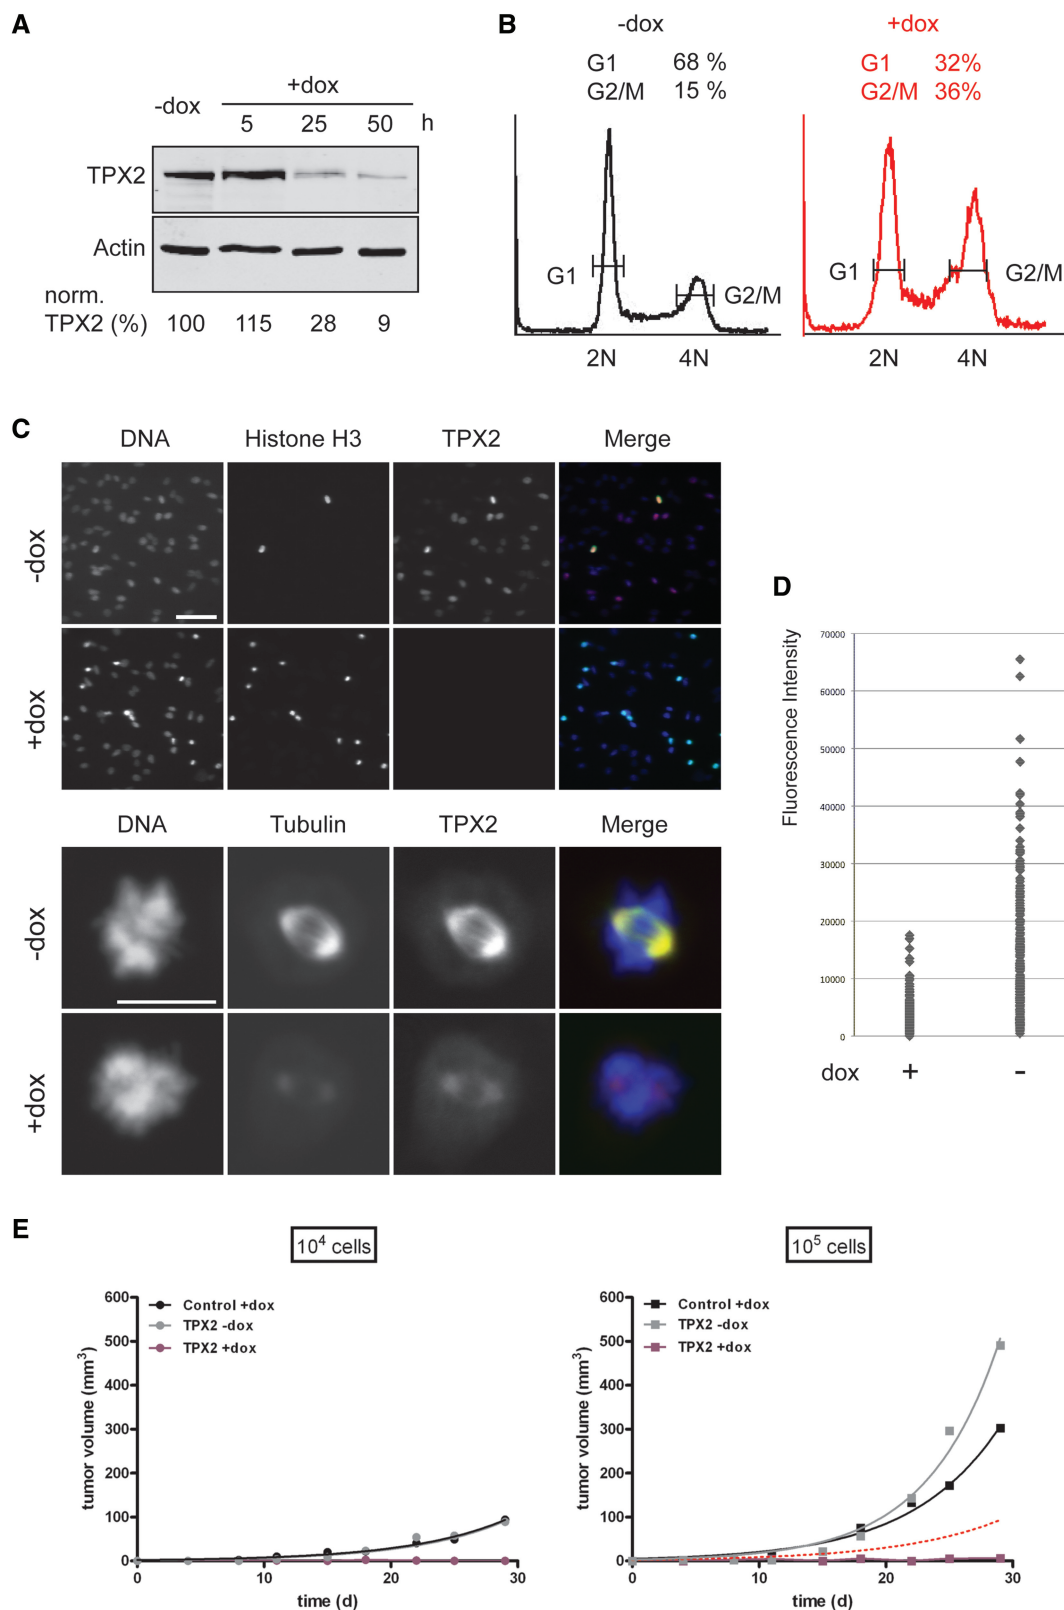 A
-dox
+dox
5 25 50 h
TPX2
Actin
norm.
TPX2 (%) 100 115 28 9
B
-dox
G1 68 %
G2/M 15 %
G1
G2/M
2N 4N
+dox
G1 32%
G2/M 36%
G1
G2/M
2N 4N
C
DNA Histone H3 TPX2 Merge
-dox
+dox
DNA Tubulin TPX2 Merge
-dox
+dox
D
Fluorescence Intensity
70000
60000
50000
40000
30000
20000
10000
0
dox + -
E
10⁴ cells
tumor volume (mm³)
600
500
400
300
200
100
0
Control +dox
TPX2 -dox
TPX2 +dox
0 10 20 30
time (d)
10⁵ cells
tumor volume (mm³)
600
500
400
300
200
100
0
Control +dox
TPX2 -dox
TPX2 +dox
0 10 20 30
time (d)